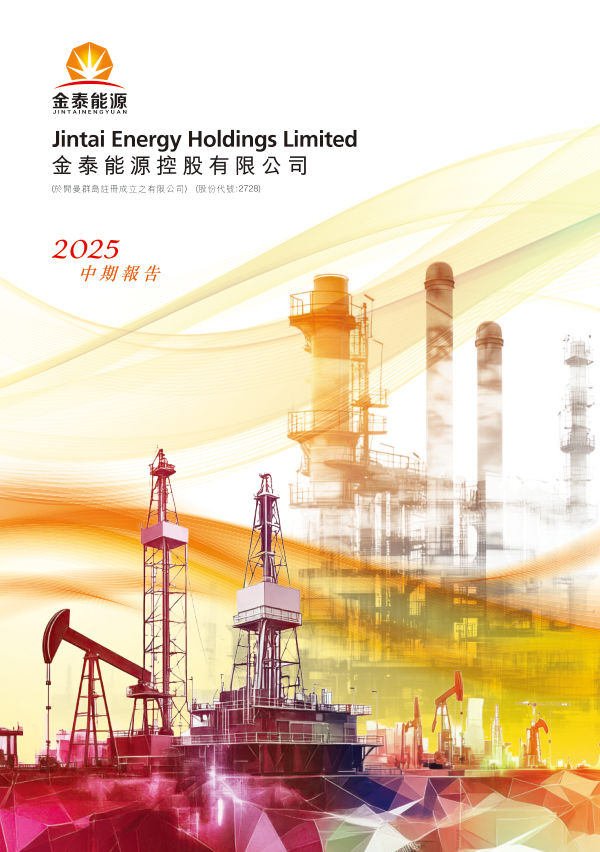 金泰能源
JINTAINENGYUAN
Jintai Energy Holdings Limited
金泰能源控股有限公司
(於開曼群島註冊成立之有限公司) (股份代號:2728)
2025
中期報告